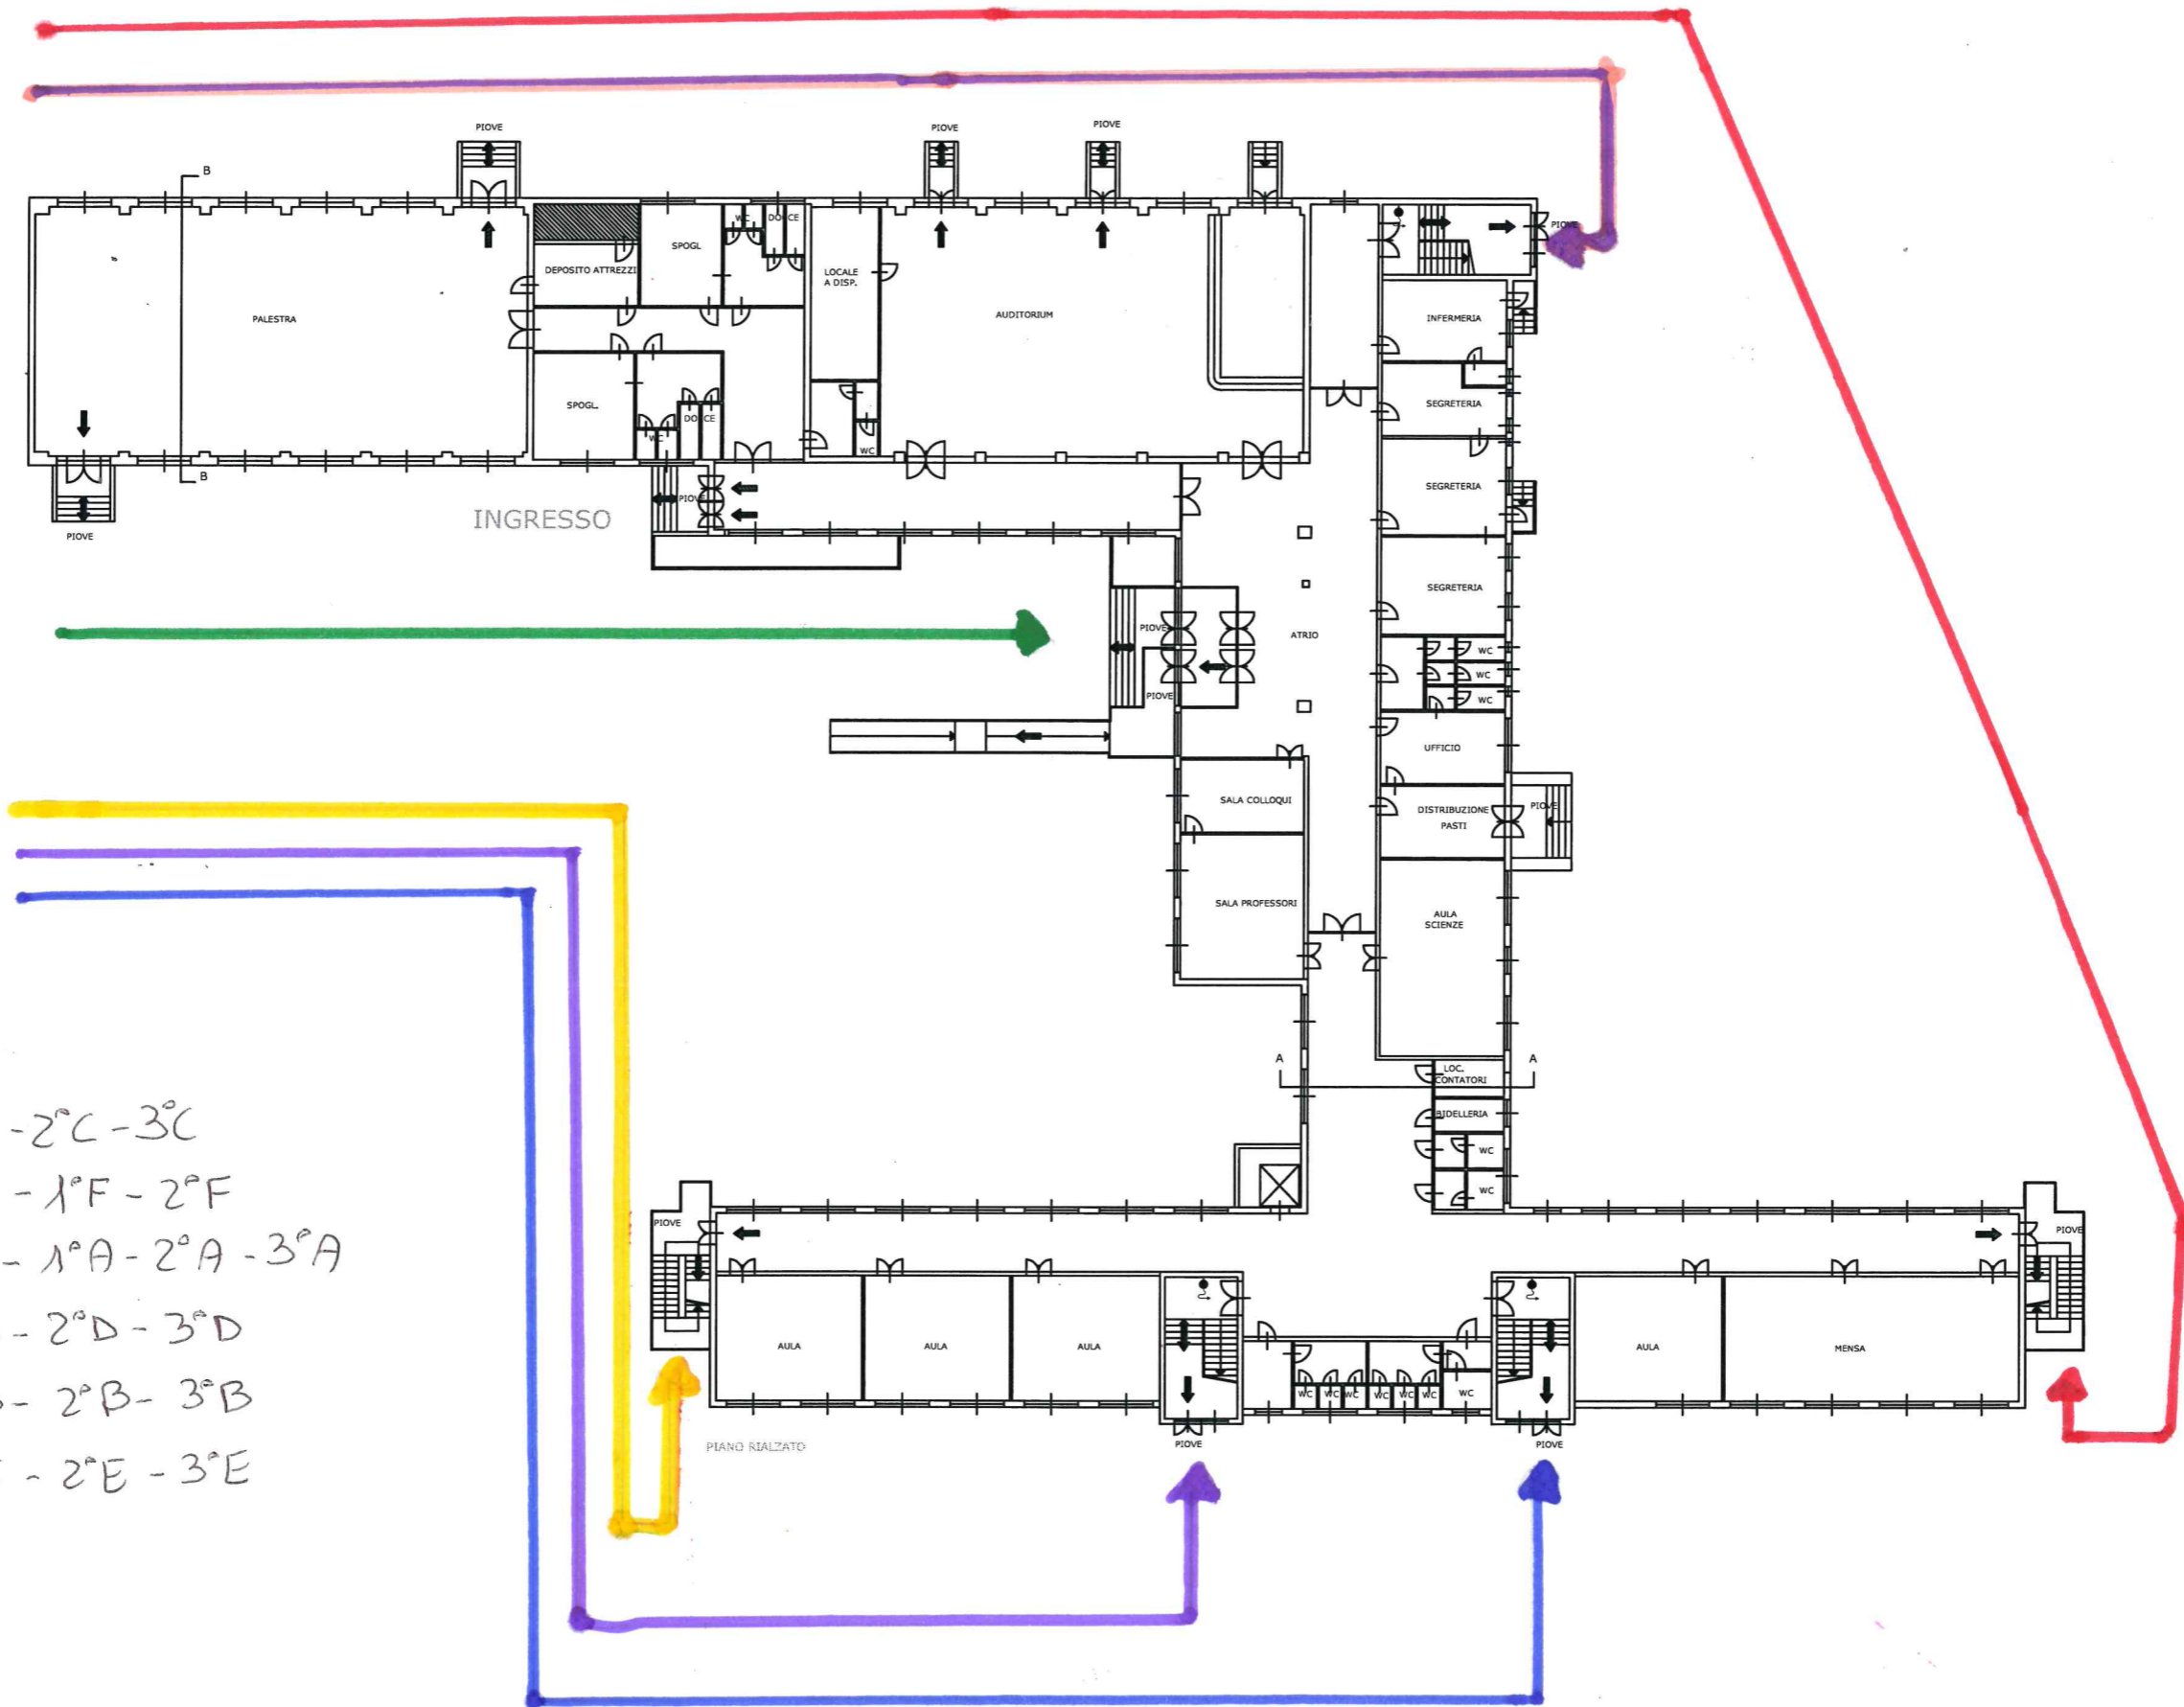 PIOVE
PIOVE
PIOVE
B
WC
DOCCE
SPOGL
DEPOSITO ATTREZZI
LOCALE
A DISP.
PIOVE
PALESTRA
AUDITORIUM
INFERMERIA
SEGRETERIA
SPOGL.
DOCCE
WC
WC
B
PIOVE
SEGRETERIA
INGRESSO
PIOVE
SEGRETERIA
PIOVE
ATRIO
WC
WC
PIOVE
WC
UFFICIO
SALA COLLOQUI
DISTRIBUZIONE
PASTI
PIOVE
SALA PROFESSORI
AULA
SCIENZE
A
A
LOC.
CONTATORI
BIDELLERIA
WC
WC
- 2°C - 3°C
- 1°F - 2°F
- 1°A - 2°A - 3°A
- 2°D - 3°D
- 2°B - 3°B
- 2°E - 3°E
PIOVE
PIOVE
AULA
AULA
AULA
AULA
MENSA
WC
WC
WC
WC
WC
WC
WC
PIANO RIALZATO
PIOVE
PIOVE